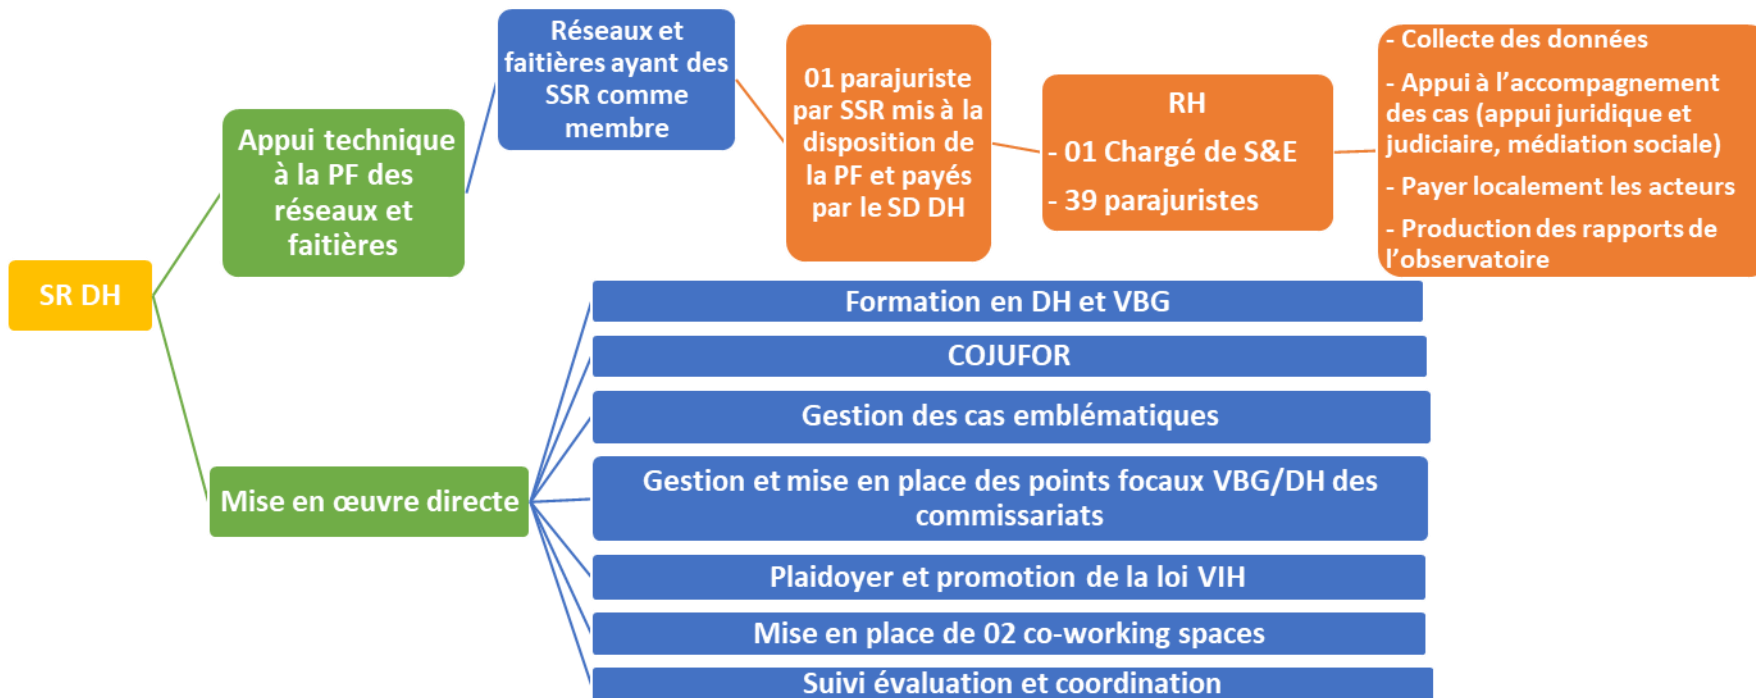 SR DH
Appui technique
à la PF des
réseaux et
faitières
Réseaux et
faitières ayant des
SSR comme
membre
01 parajuriste
par SSR mis à la
disposition de
la PF et payés
par le SD DH
RH
- 01 Chargé de S&E
- 39 parajuristes
- Collecte des données
- Appui à l’accompagnement
des cas (appui juridique et
judiciaire, médiation sociale)
- Payer localement les acteurs
- Production des rapports de
l’observatoire
Mise en œuvre directe
Formation en DH et VBG
COJUFOR
Gestion des cas emblématiques
Gestion et mise en place des points focaux VBG/DH des
commissariats
Plaidoyer et promotion de la loi VIH
Mise en place de 02 co-working spaces
Suivi évaluation et coordination